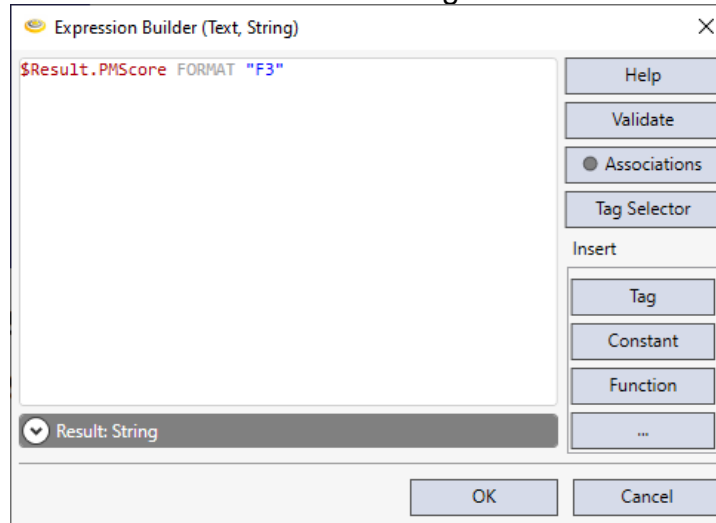 Expression Builder (Text, String)
$Result.PMScore FORMAT "F3"
Help
Validate
Associations
Tag Selector
Insert
Tag
Constant
Function
...
Result: String
OK
Cancel